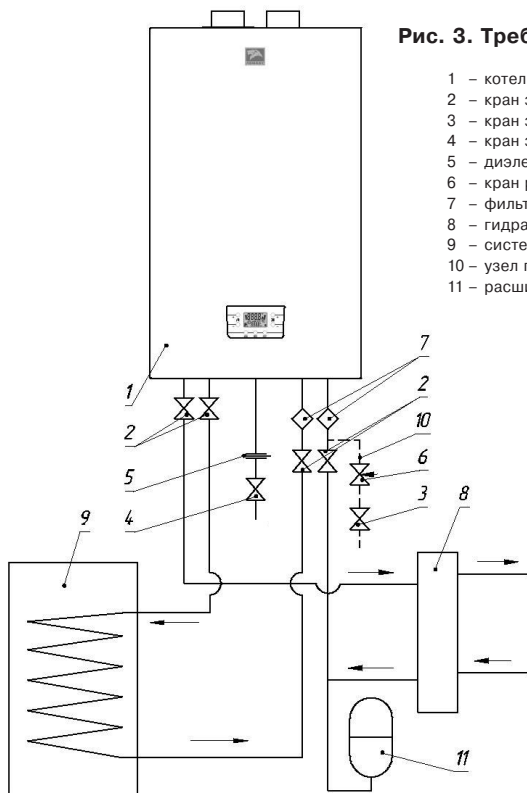 Рис. 3. Треб
1 – котел
2 – кран з
3 – кран з
4 – кран з
5 – диэле
6 – кран р
7 – фильт
8 – гидра
9 – систе
10 – узел п
11 – расши
7
1
2
2
10
5
6
4
3
8
9
11